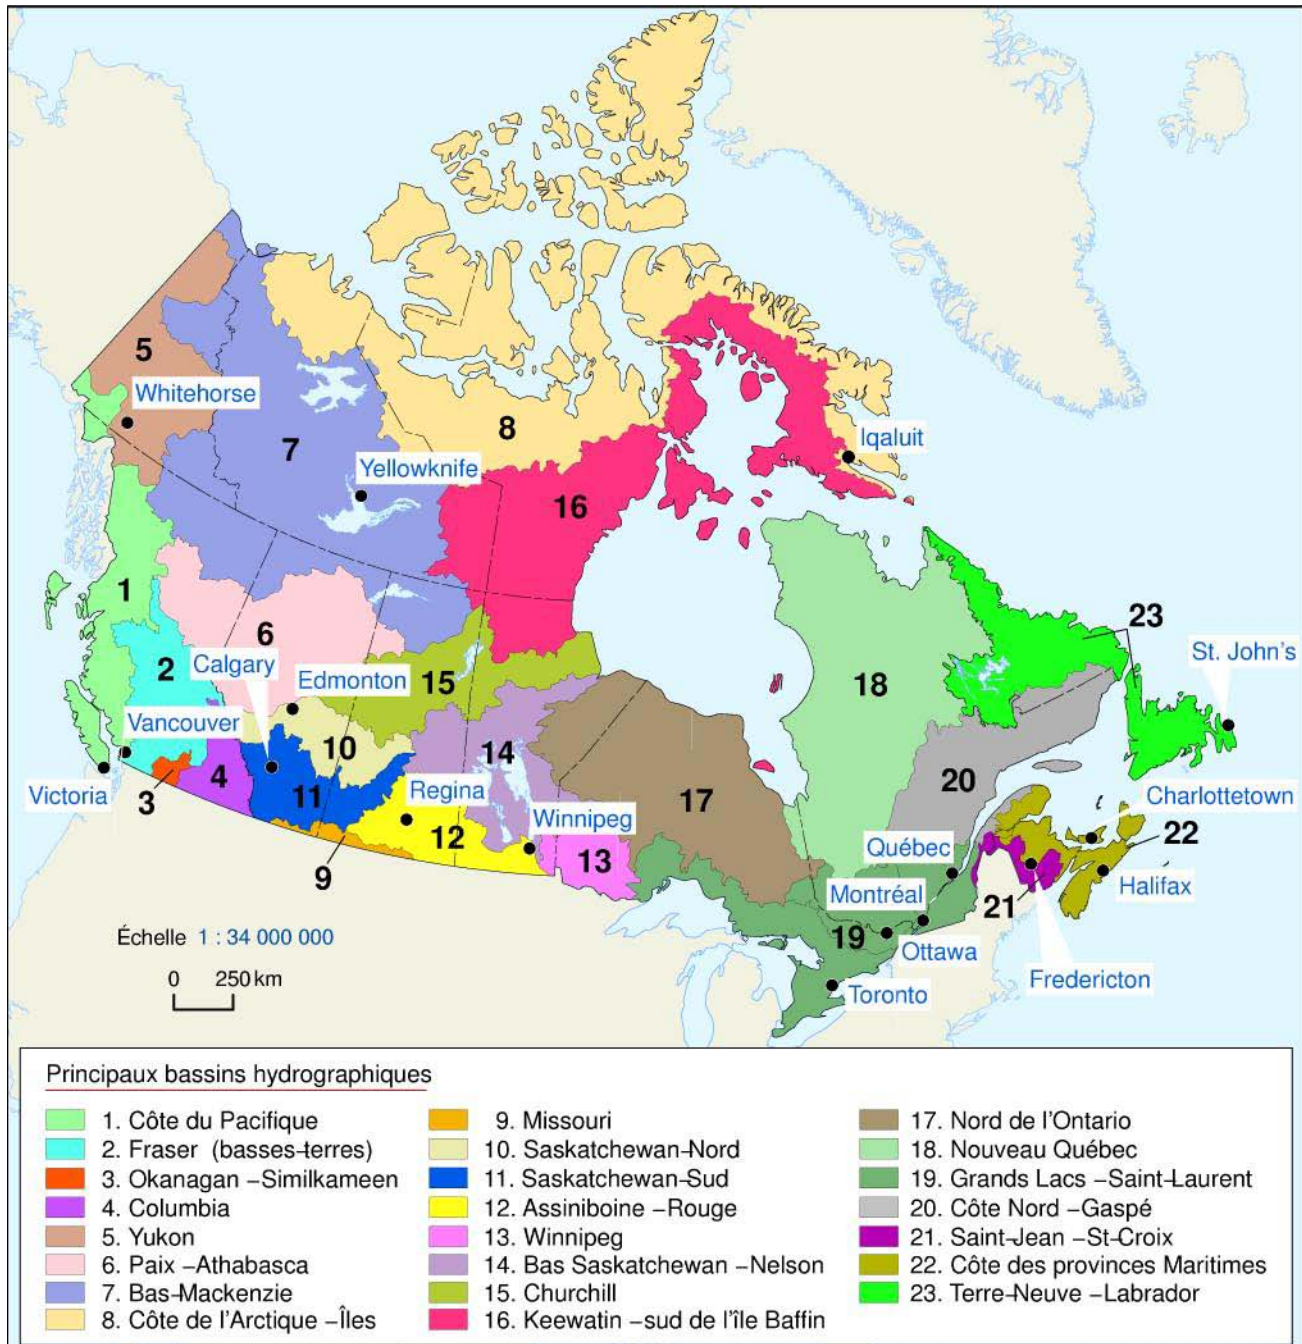 5
Whitehorse
8
Iqaluit
7
Yellowknife
16
1
6
23
2
Calgary
St. John's
Edmonton
15
18
Vancouver
10
14
20
4
Regina
Charlottetown
Victoria
3
11
17
12
Winnipeg
22
9
13
Québec
Halifax
Montréal
21
Échelle 1 : 34 000 000
19
Ottawa
Fredericton
0 250 km
Toronto
Principaux bassins hydrographiques
1. Côte du Pacifique
2. Fraser (basses-terres)
3. Okanagan –Similkameen
4. Columbia
5. Yukon
6. Paix –Athabasca
7. Bas-Mackenzie
8. Côte de l'Arctique –Îles
9. Missouri
10. Saskatchewan-Nord
11. Saskatchewan-Sud
12. Assiniboine –Rouge
13. Winnipeg
14. Bas Saskatchewan –Nelson
15. Churchill
16. Keewatin –sud de l'île Baffin
17. Nord de l'Ontario
18. Nouveau Québec
19. Grands Lacs –Saint-Laurent
20. Côte Nord –Gaspé
21. Saint-Jean –St-Croix
22. Côte des provinces Maritimes
23. Terre-Neuve –Labrador